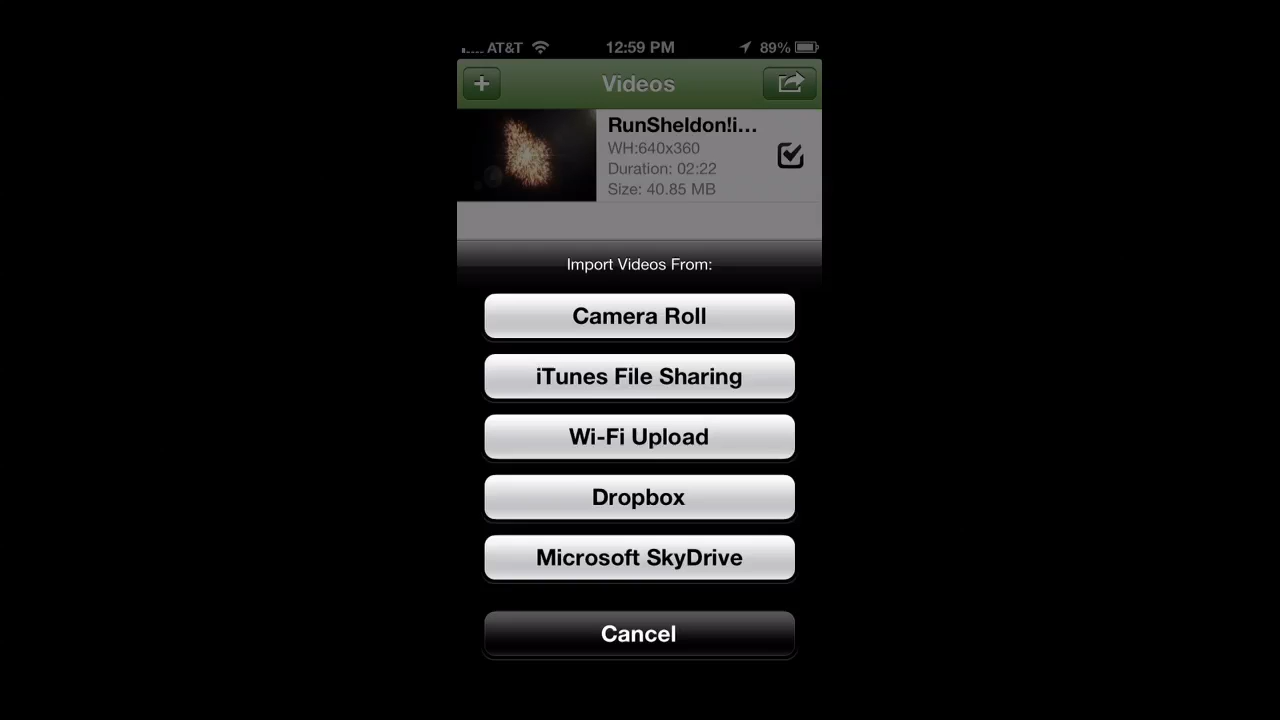 AT&T 12:59 PM 89%
+ Videos
RunSheldon!i...
WH:640x360
Duration: 02:22
Size: 40.85 MB
Import Videos From:
Camera Roll
iTunes File Sharing
Wi-Fi Upload
Dropbox
Microsoft SkyDrive
Cancel